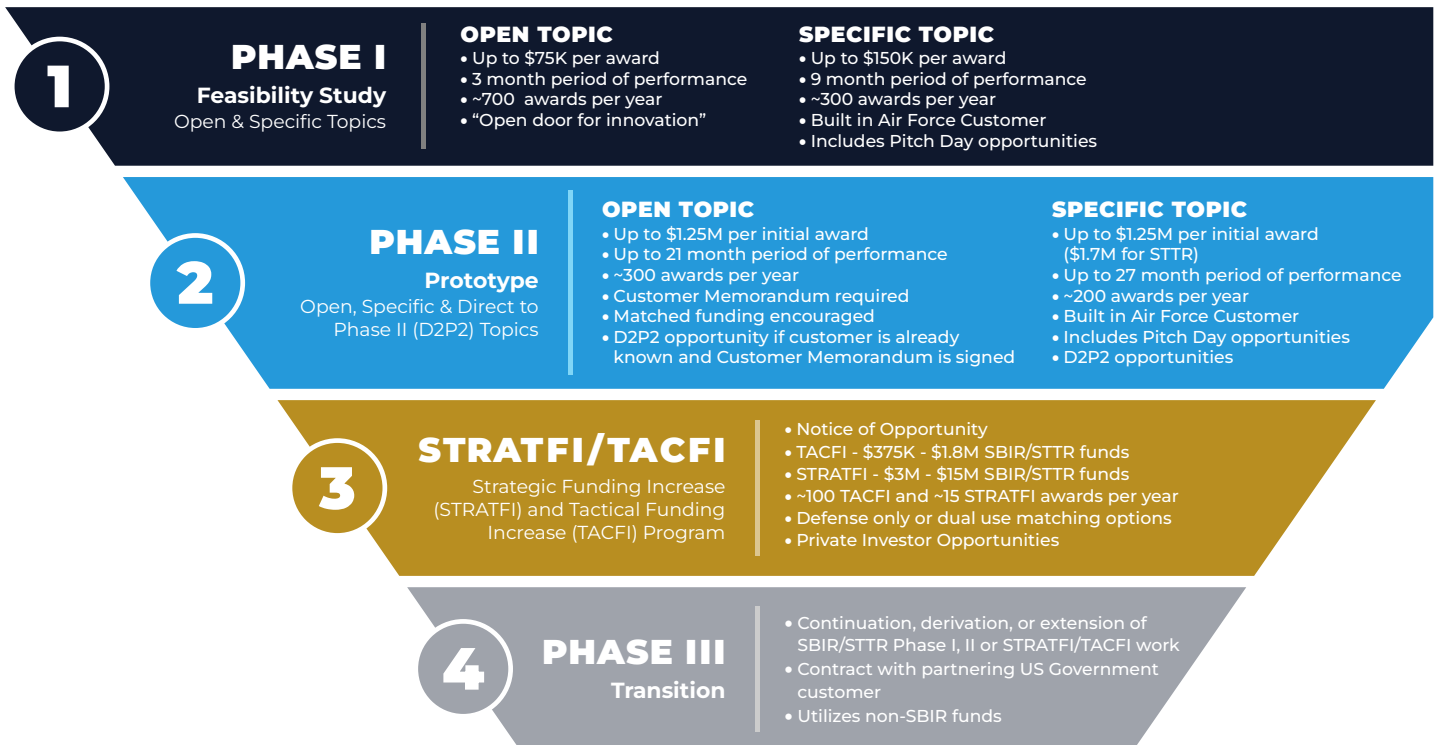 1
PHASE I
Feasibility Study
Open & Specific Topics
OPEN TOPIC
• Up to $75K per award
• 3 month period of performance
• ~700 awards per year
• “Open door for innovation”
SPECIFIC TOPIC
• Up to $150K per award
• 9 month period of performance
• ~300 awards per year
• Built in Air Force Customer
• Includes Pitch Day opportunities
2
PHASE II
Prototype
Open, Specific & Direct to
Phase II (D2P2) Topics
OPEN TOPIC
• Up to $1.25M per initial award
• Up to 21 month period of performance
• ~300 awards per year
• Customer Memorandum required
• Matched funding encouraged
• D2P2 opportunity if customer is already
known and Customer Memorandum is signed
SPECIFIC TOPIC
• Up to $1.25M per initial award
($1.7M for STTR)
• Up to 27 month period of performance
• ~200 awards per year
• Built in Air Force Customer
• Includes Pitch Day opportunities
• D2P2 opportunities
3
STRATFI/TACFI
Strategic Funding Increase
(STRATFI) and Tactical Funding
Increase (TACFI) Program
• Notice of Opportunity
• TACFI - $375K - $1.8M SBIR/STTR funds
• STRATFI - $3M - $15M SBIR/STTR funds
• ~100 TACFI and ~15 STRATFI awards per year
• Defense only or dual use matching options
• Private Investor Opportunities
4
PHASE III
Transition
• Continuation, derivation, or extension of
SBIR/STTR Phase I, II or STRATFI/TACFI work
• Contract with partnering US Government
customer
• Utilizes non-SBIR funds